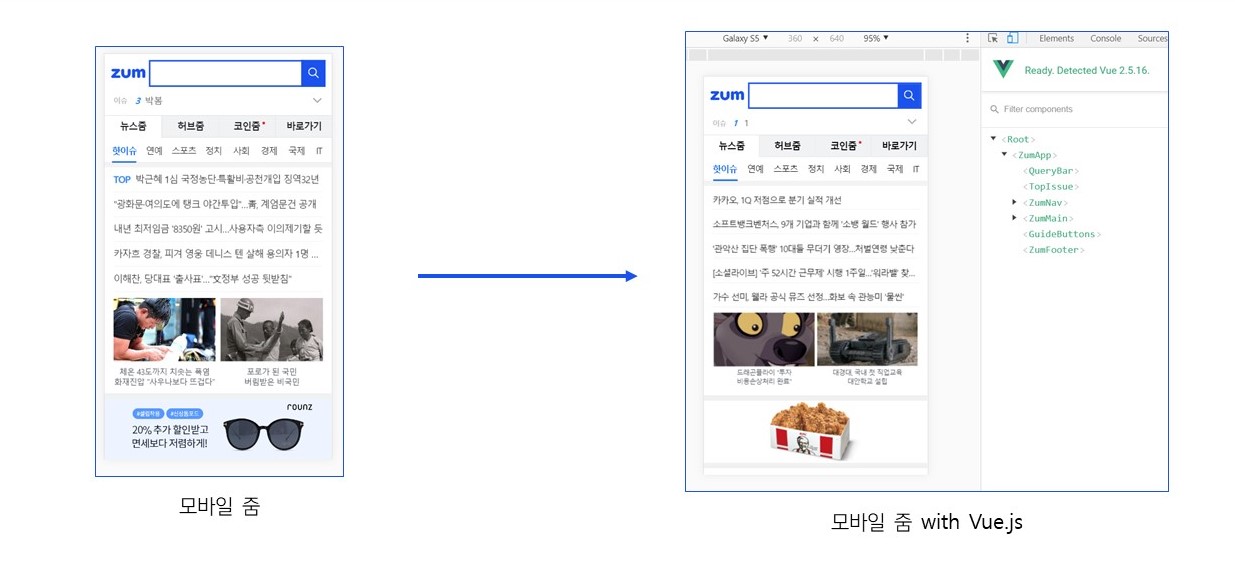 zum
이슈 3 박봄
뉴스줌 허브줌 코인줌 바로가기
핫이슈 연예 스포츠 정치 사회 경제 국제 IT
TOP 박근혜 1심 국정농단·특활비·공천개입 징역32년
"광화문·여의도에 탱크 야간투입"...靑, 계엄문건 공개
내년 최저임금 '8350원' 고시...사용자측 이의제기할 듯
카자흐 경찰, 피겨 영웅 데니스 텐 살해 용의자 1명 ...
이해찬, 당대표 '출사표'..."文정부 성공 뒷받침"
체온 43도까지 치솟는 폭염
화재진압 "사우나보다 뜨겁다"
포로가 된 국민
버림받은 비국민
rounz
#클립착용 #신상업로드
20% 추가 할인받고
면세보다 저렴하게!
모바일 줌
Galaxy S5 ▼ 360 × 640 95% ▼
Elements Console Sources
Ready. Detected Vue 2.5.16.
Filter components
<Root>
<ZumApp>
<QueryBar>
<TopIssue>
<ZumNav>
<ZumMain>
<GuideButtons>
<ZumFooter>
zum
이슈 1 1
뉴스줌 허브줌 코인줌 바로가기
핫이슈 연예 스포츠 정치 사회 경제 국제 IT
카카오, 1Q 저점으로 분기 실적 개선
소프트뱅크벤처스, 9개 기업과 함께 '소뱅 월드' 행사 참가
'관악산 집단 폭행' 10대들 무더기 영장...처벌연령 낮춘다
[소셜라이브] '주 52시간 근무제' 시행 1주일...'워라밸' 찾...
가수 선미, 웰라 공식 뮤즈 선정...화보 속 관능미 '물씬'
드래곤플라이 "투자
비용손상처리 완료"
대경대, 국내 첫 직업교육
대안학교 설립
모바일 줌 with Vue.js